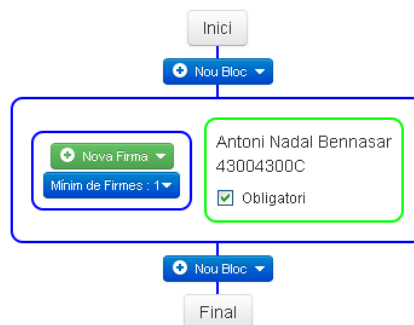 Inici
Nou Bloc
Nova Firma
Mínim de Firmes : 1
Antoni Nadal Bennasar
43004300C
Obligatori
Nou Bloc
Final